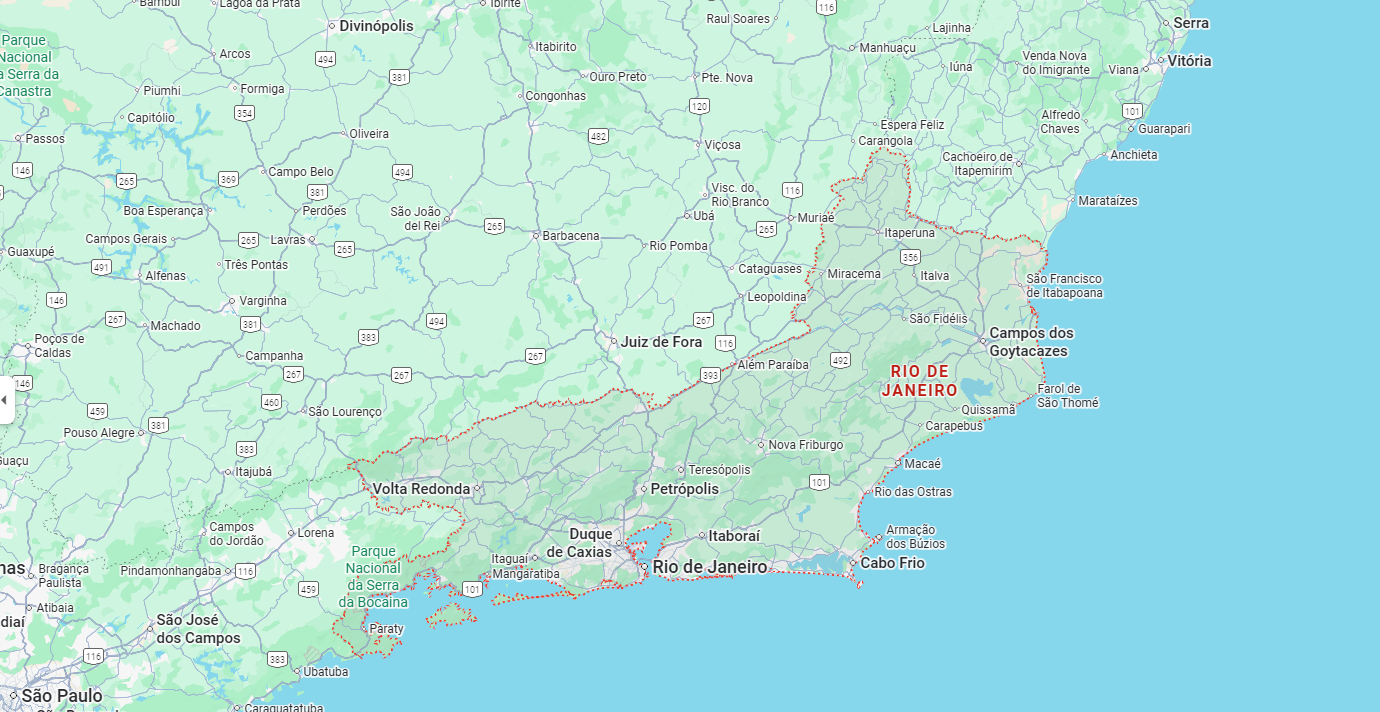 Bambuí
Lagoa da Prata
Ibirité
116
Raul Soares
Serra
Divinópolis
Lajinha
Parque
Nacional
a Serra da
Canastra
Arcos
494
Itabirito
Manhuaçu
Venda Nova
do Imigrante
Vitória
Viana
Iúna
381
Ouro Preto
Pte. Nova
Piumhi
Formiga
Congonhas
354
120
101
Capitólio
Alfredo
Chaves
Guarapari
Espera Feliz
Passos
Oliveira
482
Viçosa
Carangola
Anchieta
Cachoeiro de
Itapemirim
146
265
369
Campo Belo
494
381
Visc. do
Rio Branco
116
Marataízes
Boa Esperança
Perdões
São João
del Rei
Ubá
Muriaé
265
265
Campos Gerais
265
Lavras
265
Barbacena
Rio Pomba
Itaperuna
Guaxupé
356
491
Alfenas
Três Pontas
Cataguases
Miracema
Italva
São Francisco
de Itabapoana
146
Varginha
Leopoldina
267
Machado
381
494
267
São Fidélis
383
Poços de
Caldas
Juiz de Fora
116
Campos dos
Goytacazes
Campanha
267
492
Além Paraíba
267
267
393
RIO DE
JANEIRO
146
Farol de
São Thomé
459
460
São Lourenço
Quissamã
381
Carapebus
Pouso Alegre
Nova Friburgo
383
Guaçu
Itajubá
Teresópolis
Macaé
101
Volta Redonda
Petrópolis
Rio das Ostras
Campos
do Jordão
Lorena
Duque
de Caxias
Itaboraí
Armação
dos Búzios
Parque
Nacional
da Serra
da Bocaina
Itaguaí
Rio de Janeiro
Cabo Frio
nas
Bragança
Paulista
Pindamonhangaba
116
Mangaratiba
459
101
Atibaia
diaí
São José
dos Campos
Paraty
116
383
Ubatuba
São Paulo
Caraguatatuba